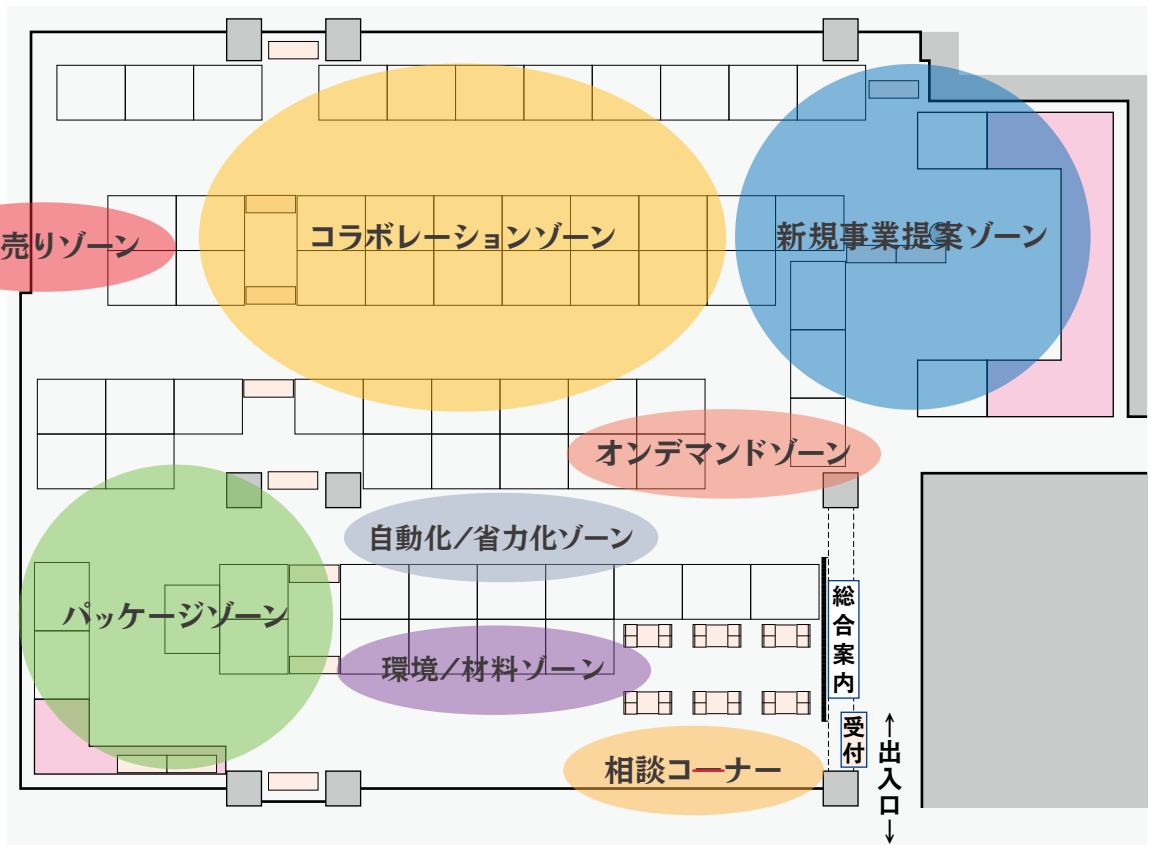 売りゾーン
コラボレーションゾーン
新規事業提案ゾーン
オンデマンドゾーン
自動化/省力化ゾーン
パッケージゾーン
環境/材料ゾーン
総合案内
受付
←出入口→
相談コーナー